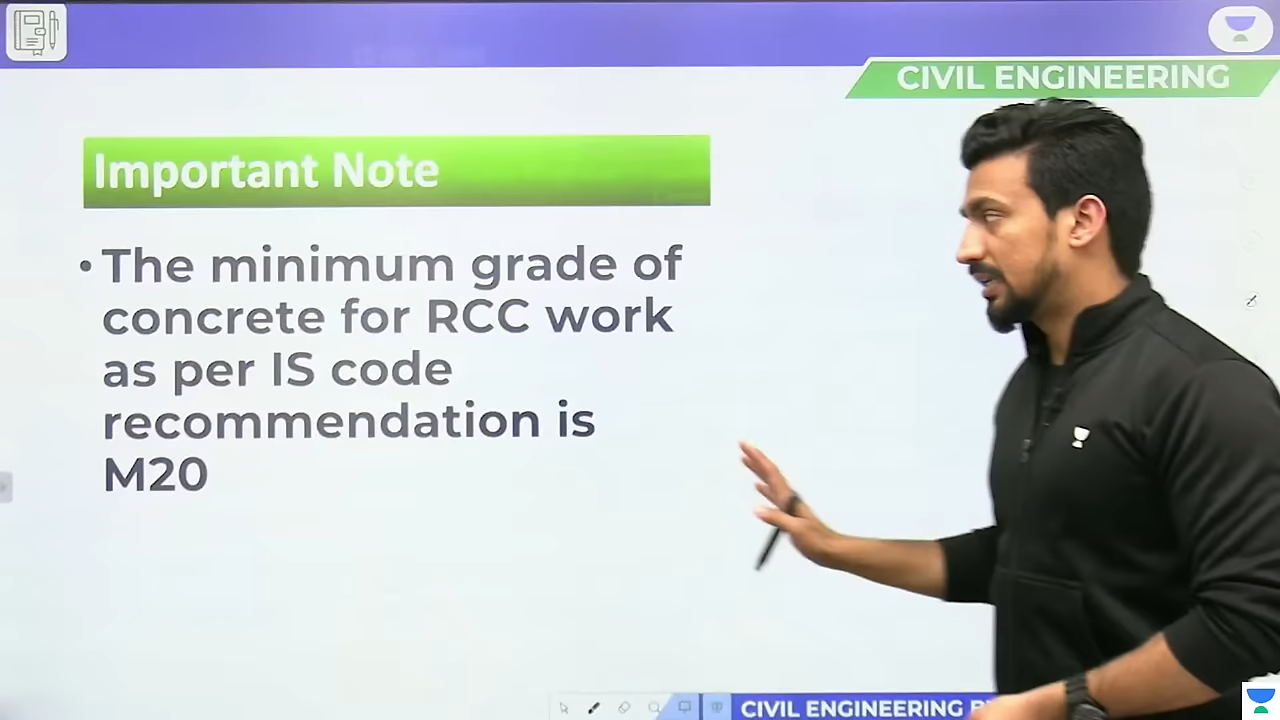 CIVIL ENGINEERING
Important Note
• The minimum grade of
concrete for RCC work
as per IS code
recommendation is
M20
CIVIL ENGINEERING